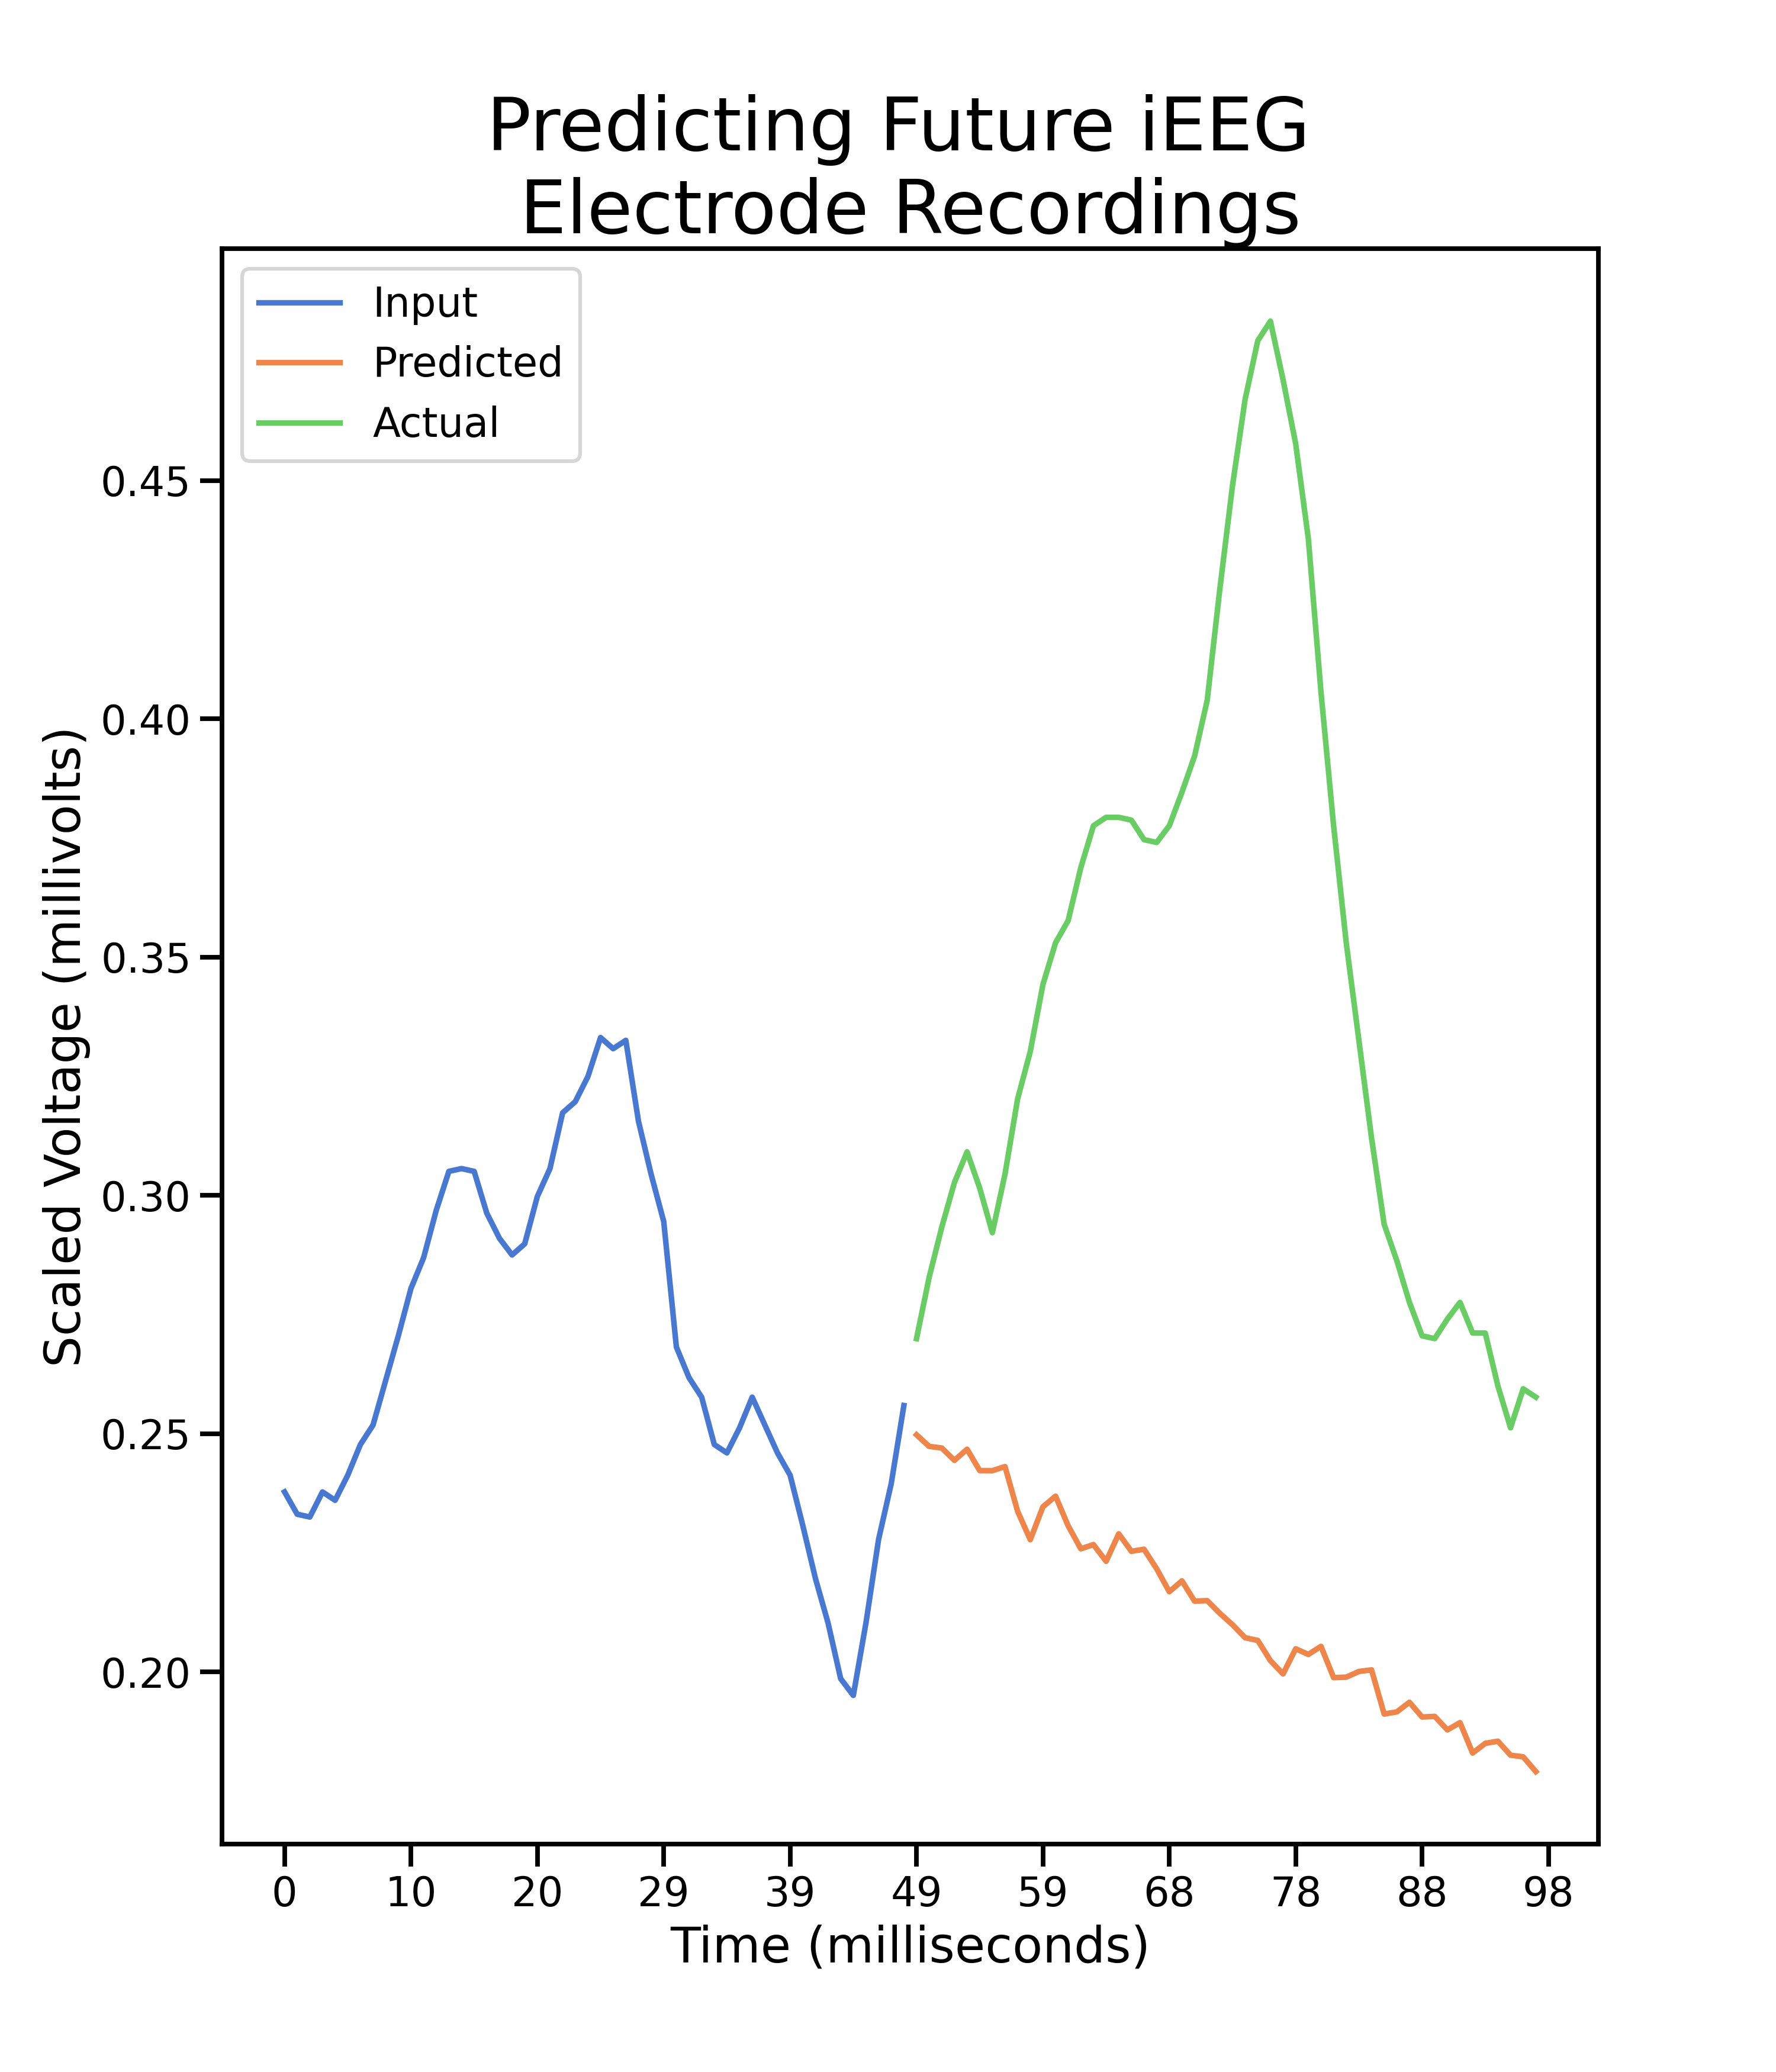 Predicting Future iEEG
Electrode Recordings
Input
Predicted
Actual
0.45
0.40
0.35
0.30
0.25
0.20
Scaled Voltage (millivolts)
0 10 20 29 39 49 59 68 78 88 98
Time (milliseconds)